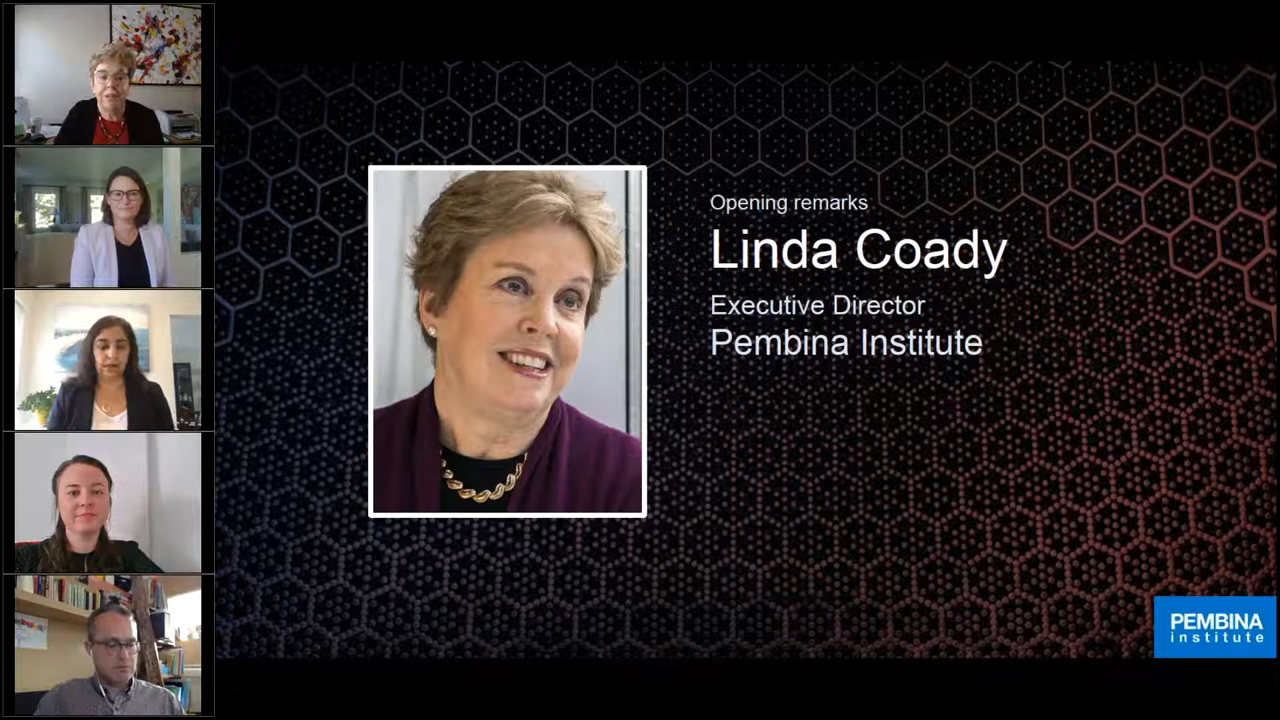 Opening remarks
Linda Coady
Executive Director
Pembina Institute
PEMBINA
institute